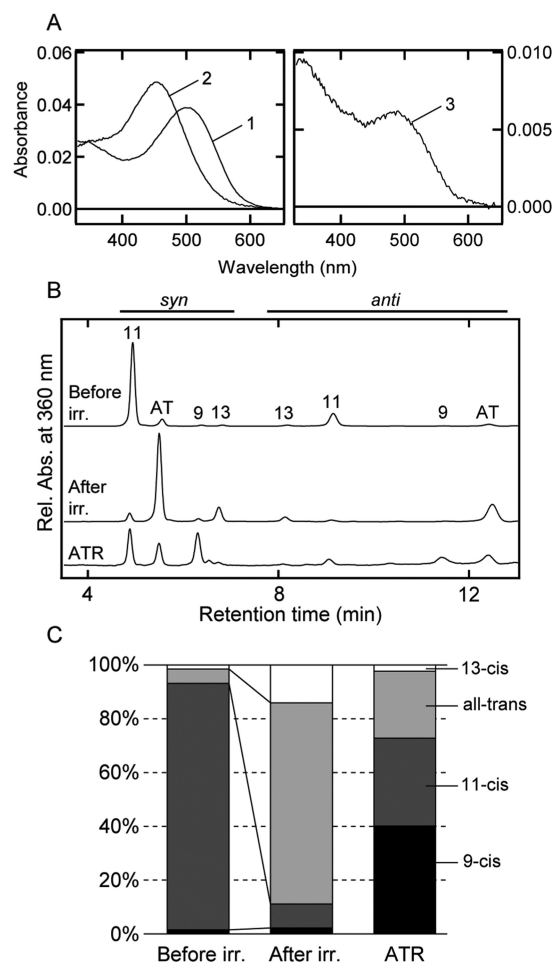 A
0.06
0.04
0.02
0.00
Absorbance
2
1
3
0.010
0.005
0.000
400 500 600 400 500 600
Wavelength (nm)
B
syn anti
11 AT 9 13 13 11 9 AT
Before
irr.
After
irr.
ATR
Rel. Abs. at 360 nm
4 8 12
Retention time (min)
C
100%
80%
60%
40%
20%
0%
13-cis
all-trans
11-cis
9-cis
Before irr. After irr. ATR